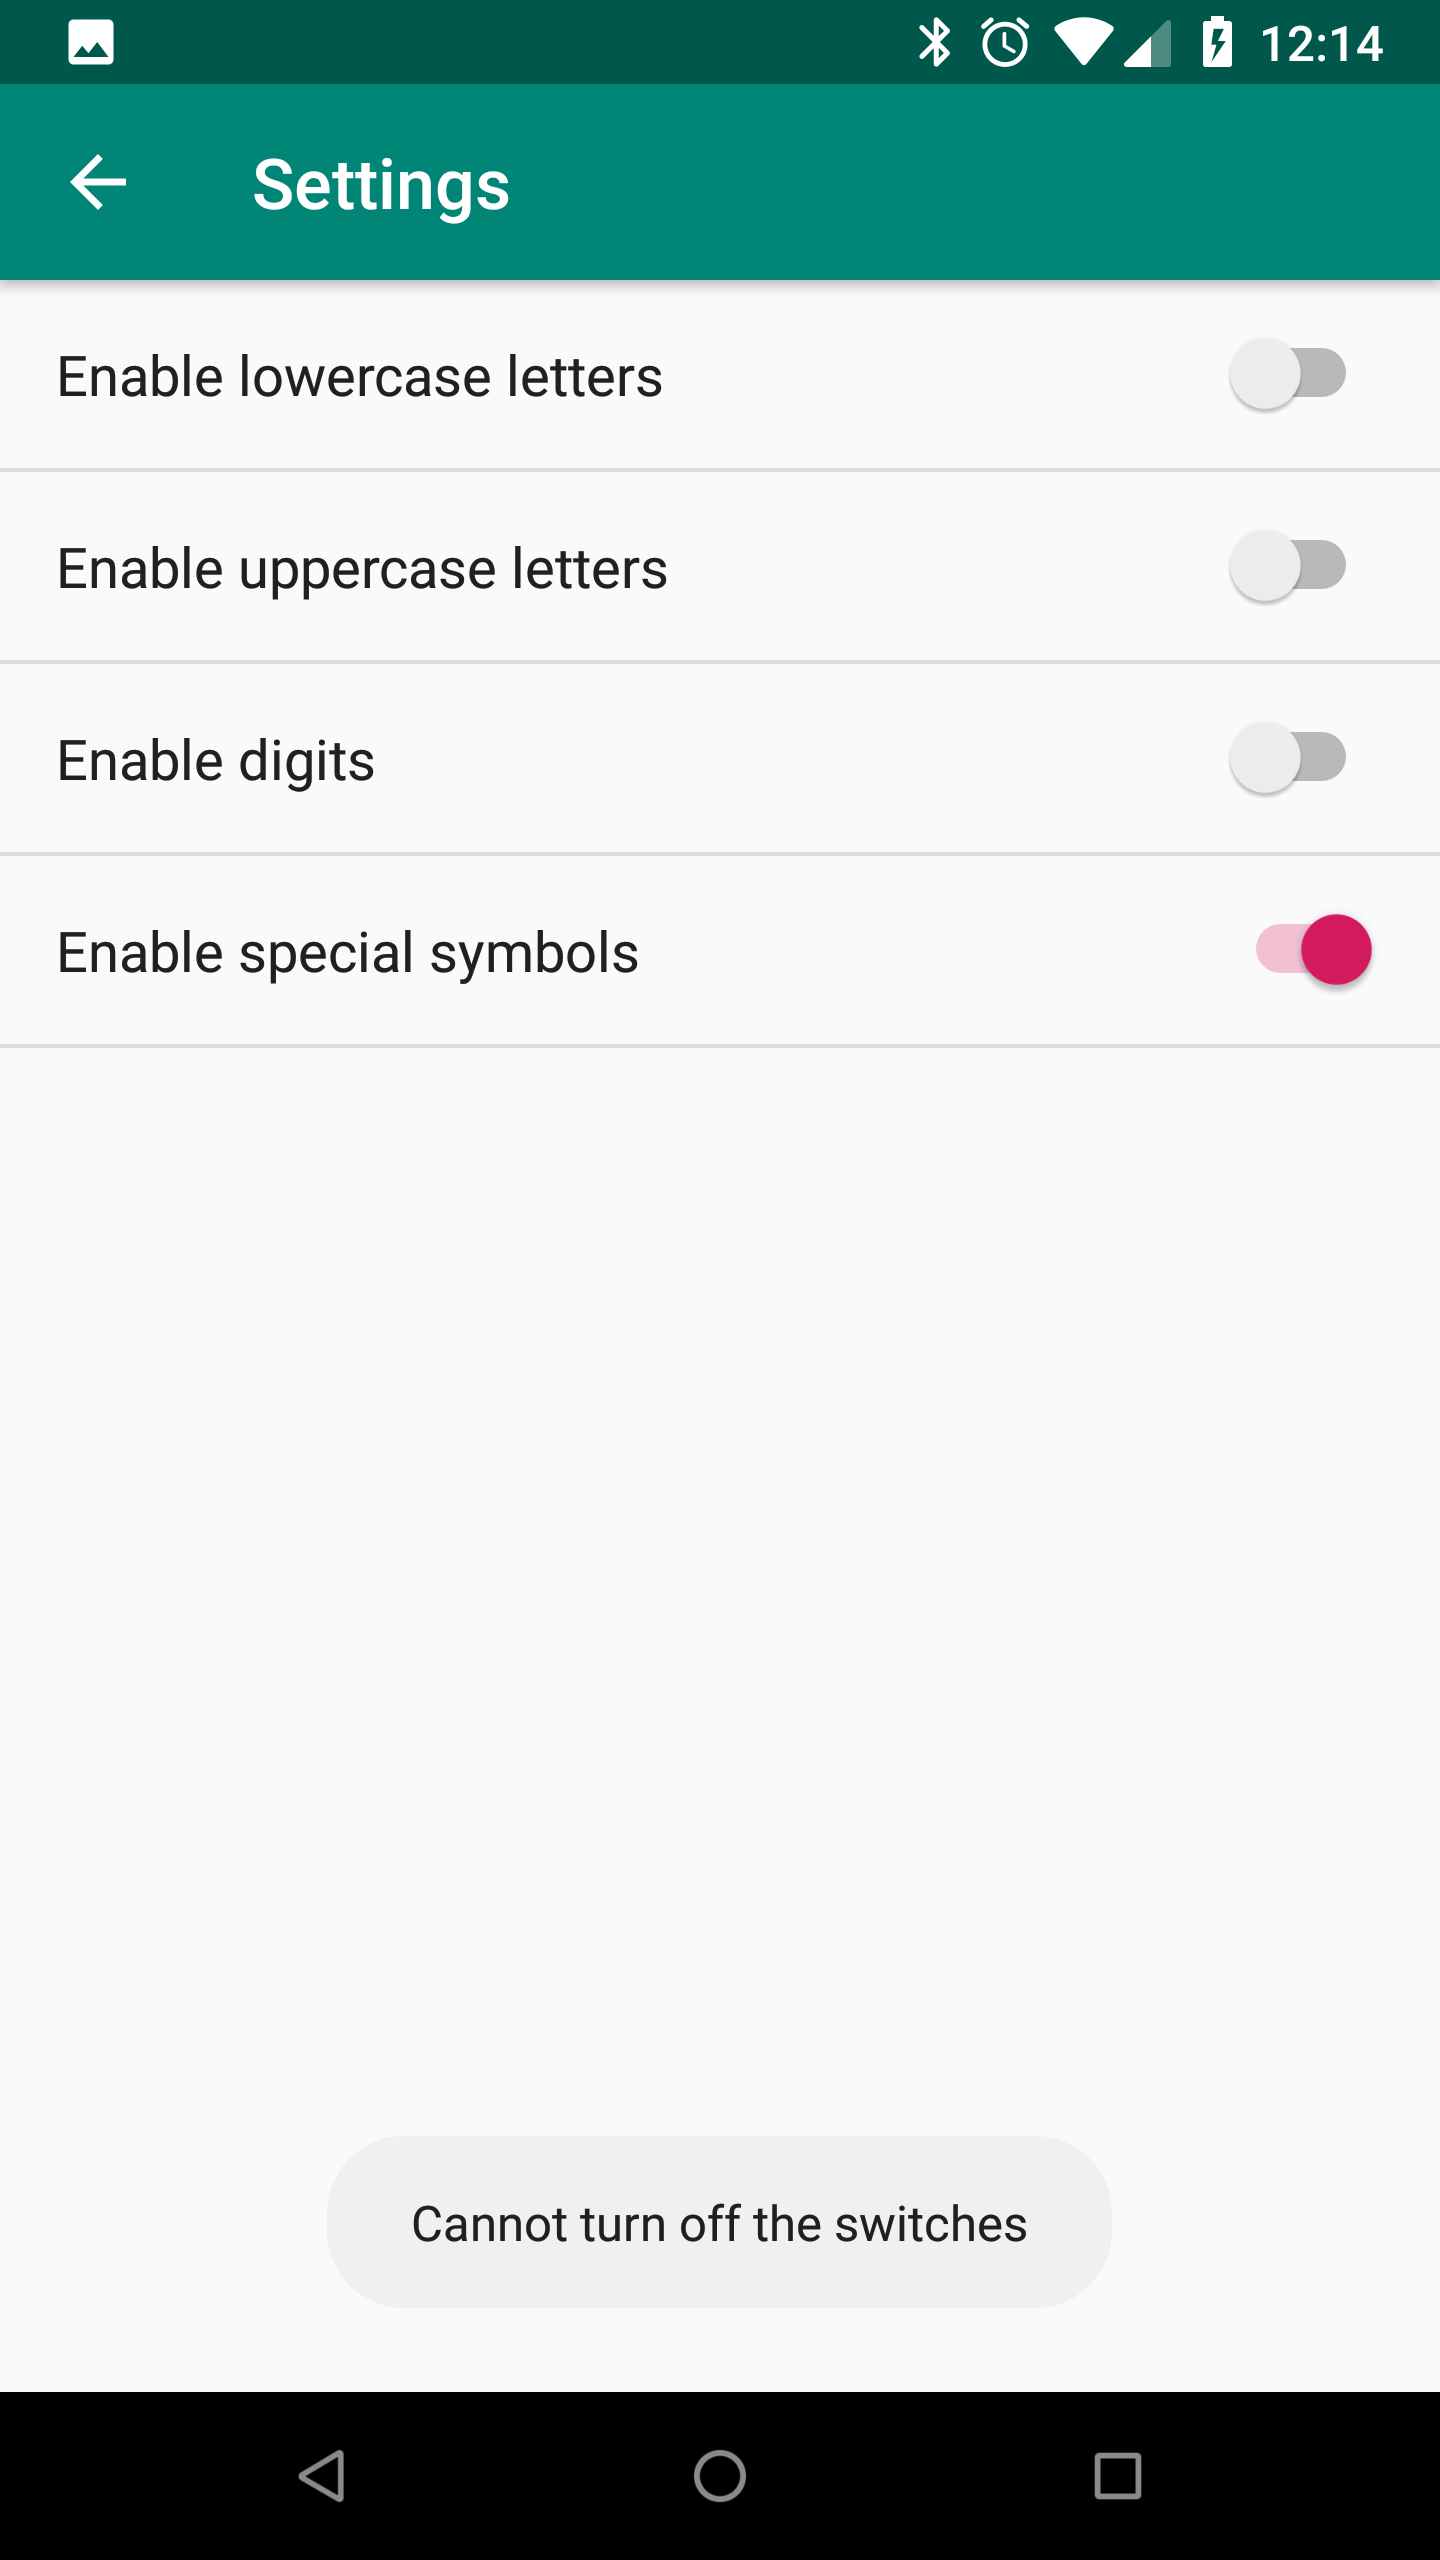 12:14
Settings
Enable lowercase letters
Enable uppercase letters
Enable digits
Enable special symbols
Cannot turn off the switches